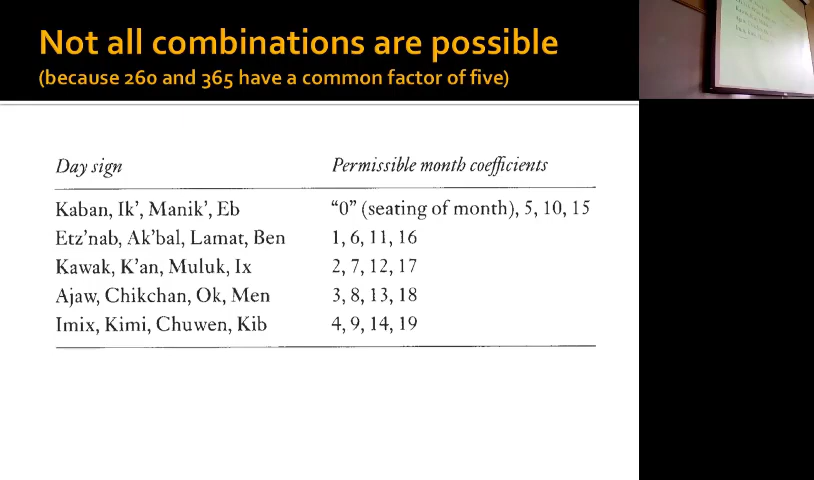 Not all combinations are possible
(because 260 and 365 have a common factor of five)
Day sign Permissible month coefficients
Kaban, Ik’, Manik’, Eb “0” (seating of month), 5, 10, 15
Etz’nab, Ak’bal, Lamat, Ben 1, 6, 11, 16
Kawak, K’an, Muluk, Ix 2, 7, 12, 17
Ajaw, Chikchan, Ok, Men 3, 8, 13, 18
Imix, Kimi, Chuwen, Kib 4, 9, 14, 19